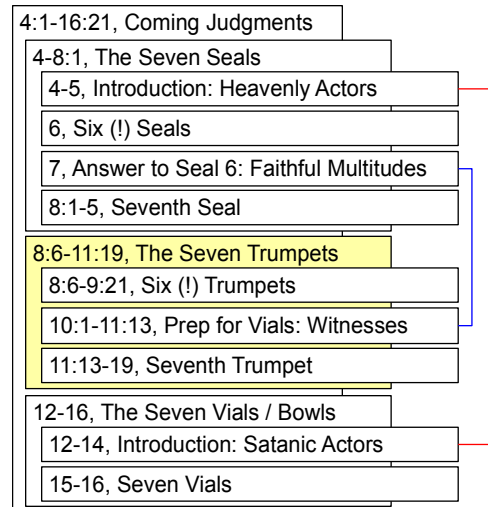 4:1-16:21, Coming Judgments
4-8:1, The Seven Seals
4-5, Introduction: Heavenly Actors
6, Six (!) Seals
7, Answer to Seal 6: Faithful Multitudes
8:1-5, Seventh Seal
8:6-11:19, The Seven Trumpets
8:6-9:21, Six (!) Trumpets
10:1-11:13, Prep for Vials: Witnesses
11:13-19, Seventh Trumpet
12-16, The Seven Vials / Bowls
12-14, Introduction: Satanic Actors
15-16, Seven Vials